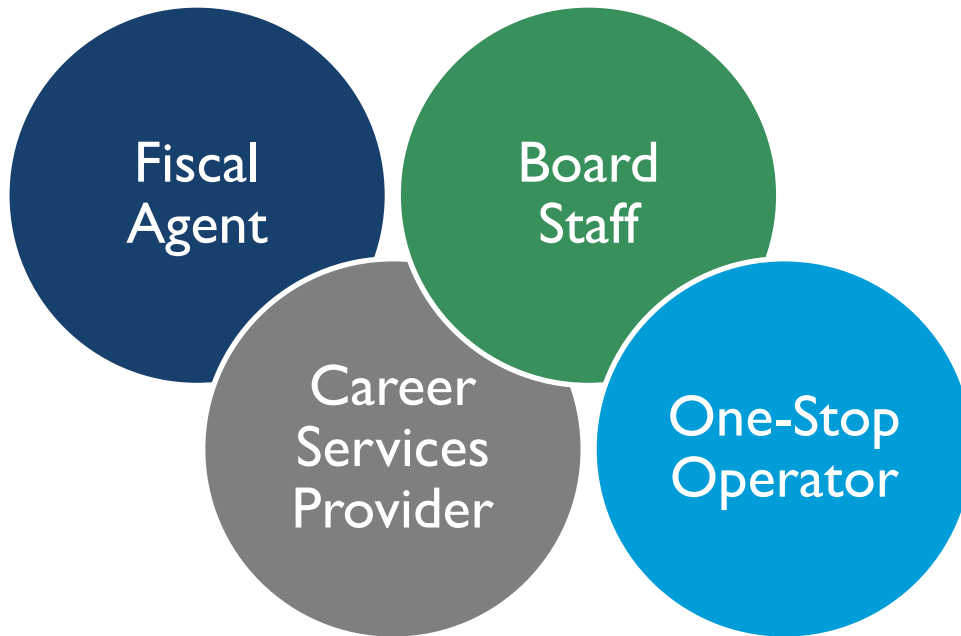 Fiscal
Agent
Board
Staff
Career
Services
Provider
One-Stop
Operator